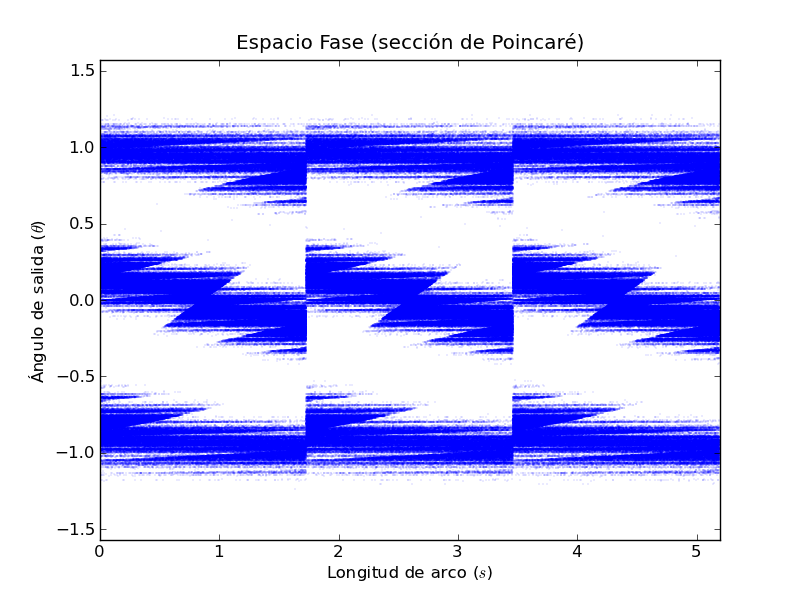 Espacio Fase (sección de Poincaré)
1.5
1.0
0.5
0.0
−0.5
−1.0
−1.5
Ángulo de salida (θ)
0 1 2 3 4 5
Longitud de arco (s)